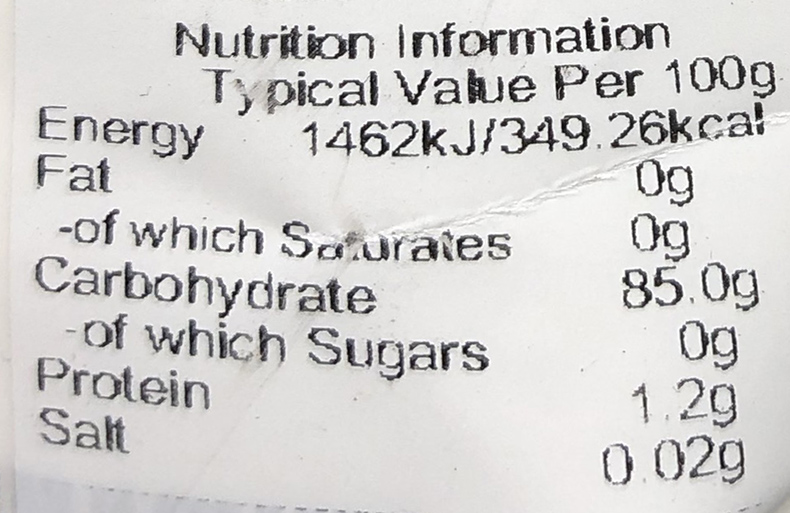 Nutrition Information
Typical Value Per 100g
Energy 1462kJ/349.26kcal
Fat 0g
-of which Saturates 0g
Carbohydrate 85.0g
-of which Sugars 0g
Protein 1.2g
Salt 0.02g